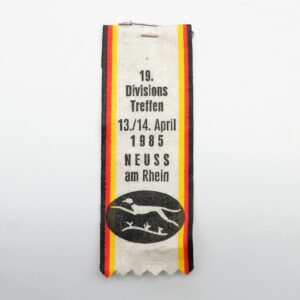 19.
Divisions
Treffen
13./14. April
1985
NEUSS
am Rhein